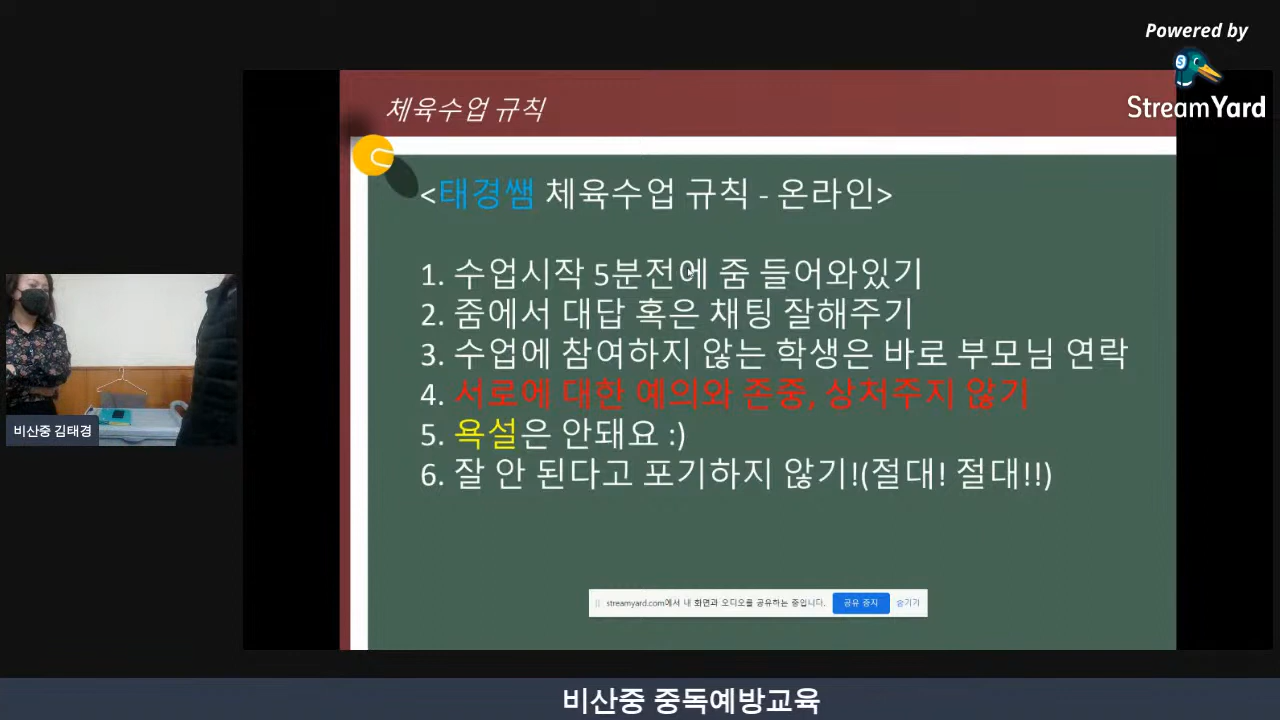 Powered by
StreamYard
체육수업 규칙
<태경쌤 체육수업 규칙 - 온라인>
1. 수업시작 5분전에 줌 들어와있기
2. 줌에서 대답 혹은 채팅 잘해주기
3. 수업에 참여하지 않는 학생은 바로 부모님 연락
4. 서로에 대한 예의와 존중, 상처주지 않기
5. 욕설은 안돼요 :)
6. 잘 안 된다고 포기하지 않기!(절대! 절대!!)
비산중 김태경
streamyard.com에서 내 화면과 오디오를 공유하는 중입니다. 공유 중지 숨기기
비산중 중독예방교육